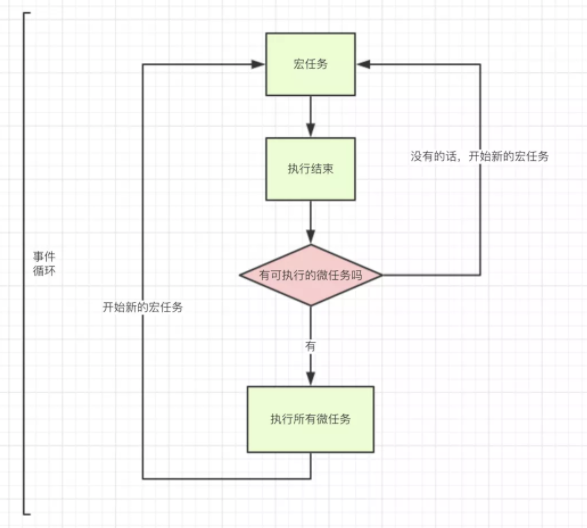 宏任务
没有的话，开始新的宏任务
执行结束
事件
循环
有可执行的微任务吗
开始新的宏任务
有
执行所有微任务